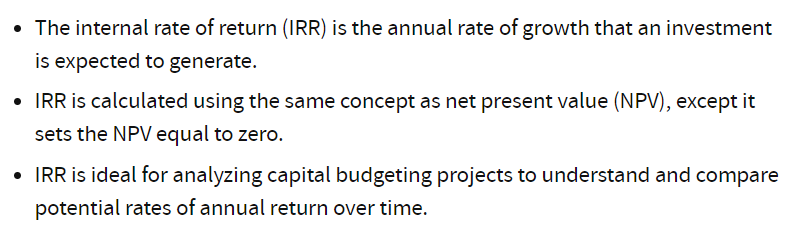 • The internal rate of return (IRR) is the annual rate of growth that an investment
is expected to generate.
• IRR is calculated using the same concept as net present value (NPV), except it
sets the NPV equal to zero.
• IRR is ideal for analyzing capital budgeting projects to understand and compare
potential rates of annual return over time.